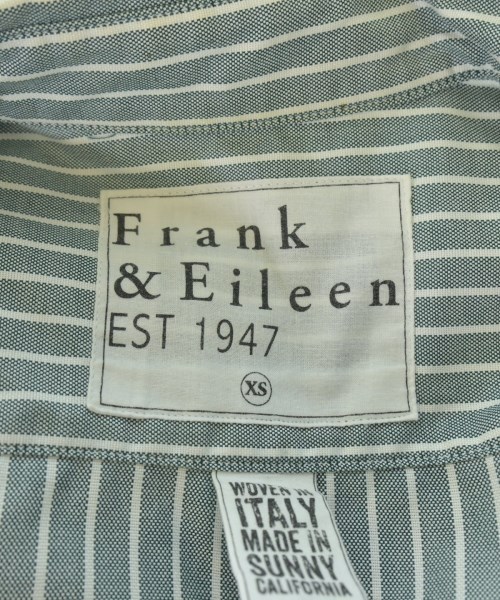 Frank
& Eileen
EST 1947
XS
WOVEN IN
ITALY
MADE IN
SUNNY
CALIFORNIA